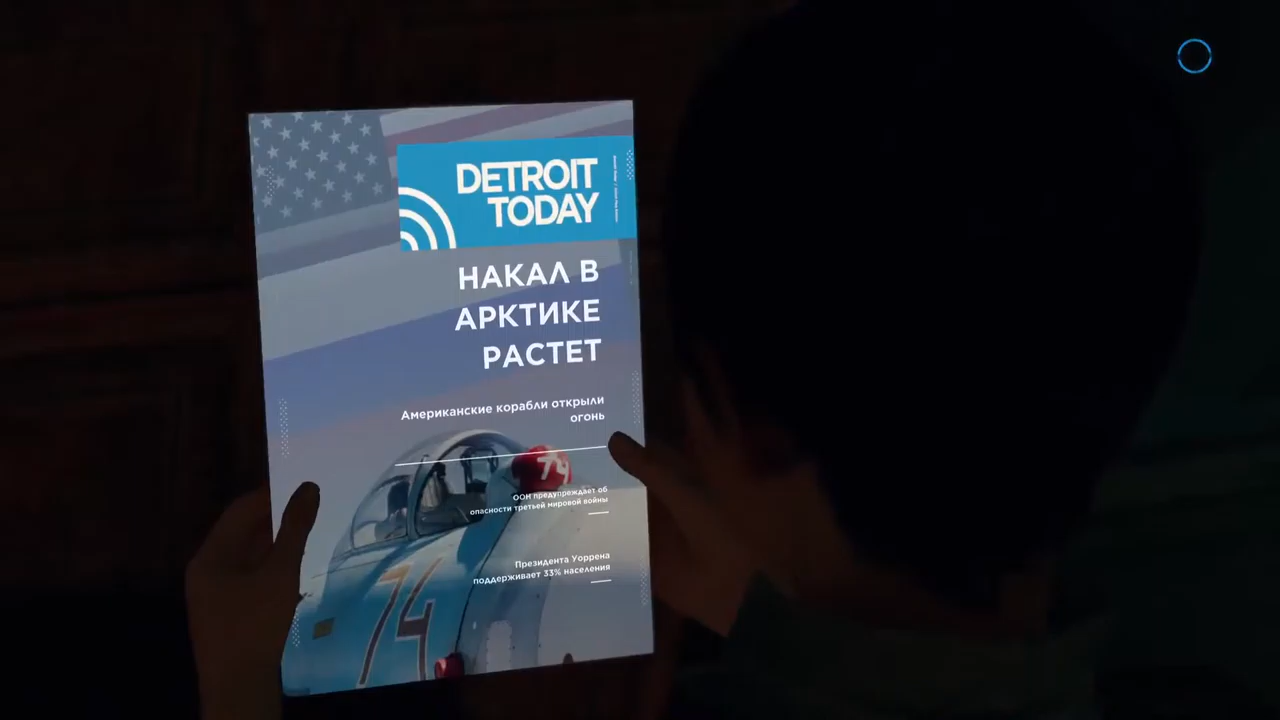 DETROIT
TODAY
НАКАЛ В
АРКТИКЕ
РАСТЕТ
Американские корабли открыли
огонь
74
ООН предупреждает об
опасности третьей мировой войны
Президента Уоррена
поддерживает 33% населения
74